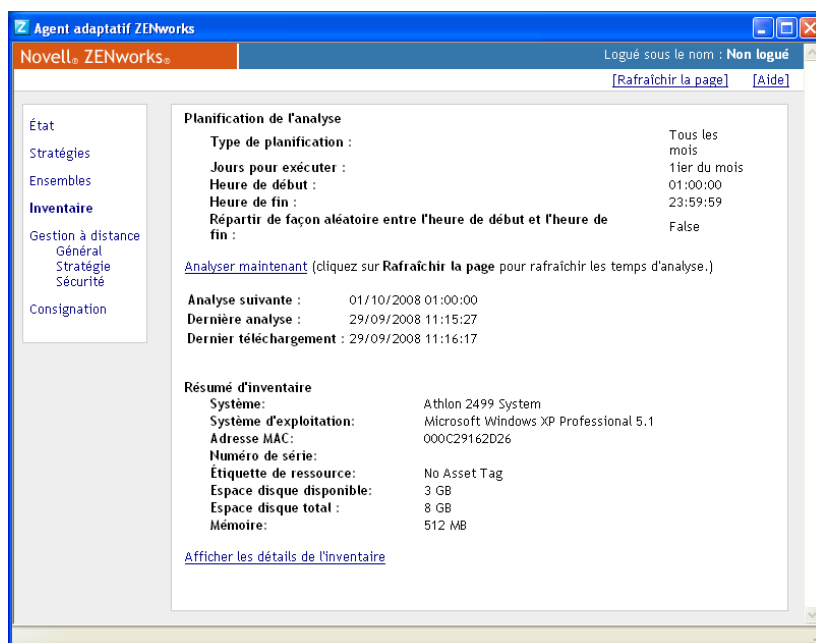 Agent adaptatif ZENworks
Novell® ZENworks®
Logué sous le nom : Non logué
[Rafraîchir la page] [Aide]
État
Stratégies
Ensembles
Inventaire
Gestion à distance
Général
Stratégie
Sécurité
Consignation
Planification de l'analyse
Type de planification : Tous les
mois
Jours pour exécuter : 1ier du mois
Heure de début : 01:00:00
Heure de fin : 23:59:59
Répartir de façon aléatoire entre l'heure de début et l'heure de
fin : False
Analyser maintenant (cliquez sur Rafraîchir la page pour rafraîchir les temps d'analyse.)
Analyse suivante : 01/10/2008 01:00:00
Dernière analyse : 29/09/2008 11:15:27
Dernier téléchargement : 29/09/2008 11:16:17
Résumé d'inventaire
Système: Athlon 2499 System
Système d'exploitation: Microsoft Windows XP Professional 5.1
Adresse MAC: 000C29162D26
Numéro de série:
Étiquette de ressource: No Asset Tag
Espace disque disponible: 3 GB
Espace disque total : 8 GB
Mémoire: 512 MB
Afficher les détails de l'inventaire